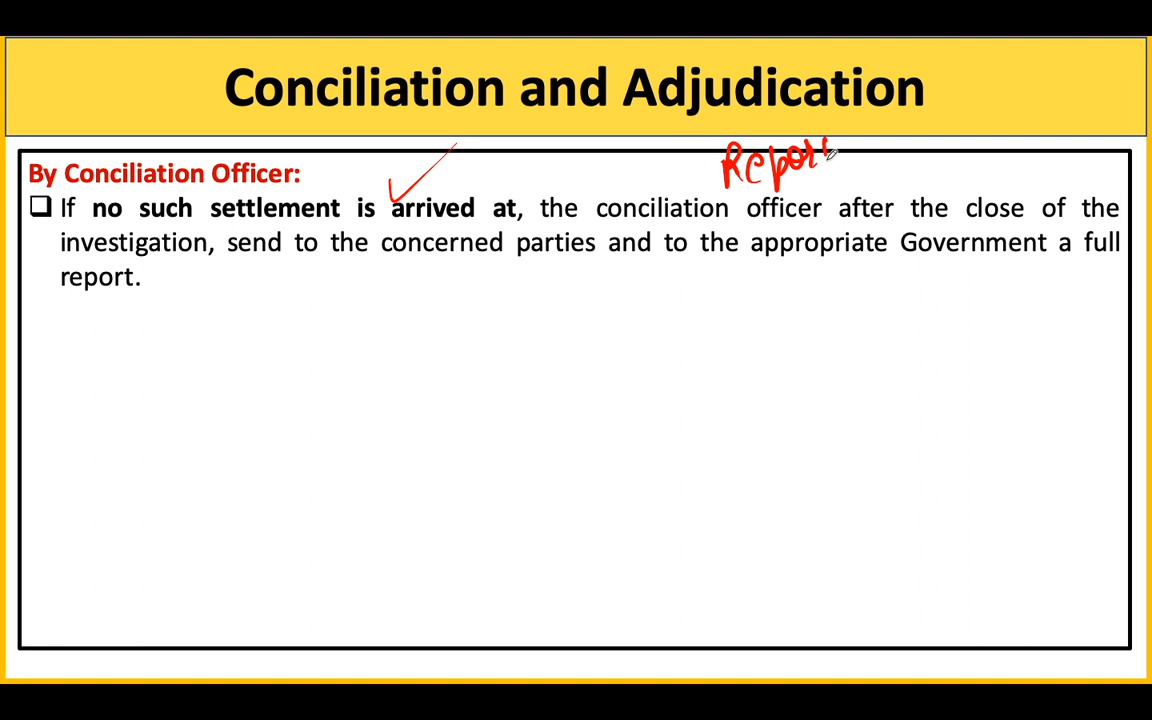 Conciliation and Adjudication
Repor
By Conciliation Officer:
If no such settlement is arrived at, the conciliation officer after the close of the
investigation, send to the concerned parties and to the appropriate Government a full
report.